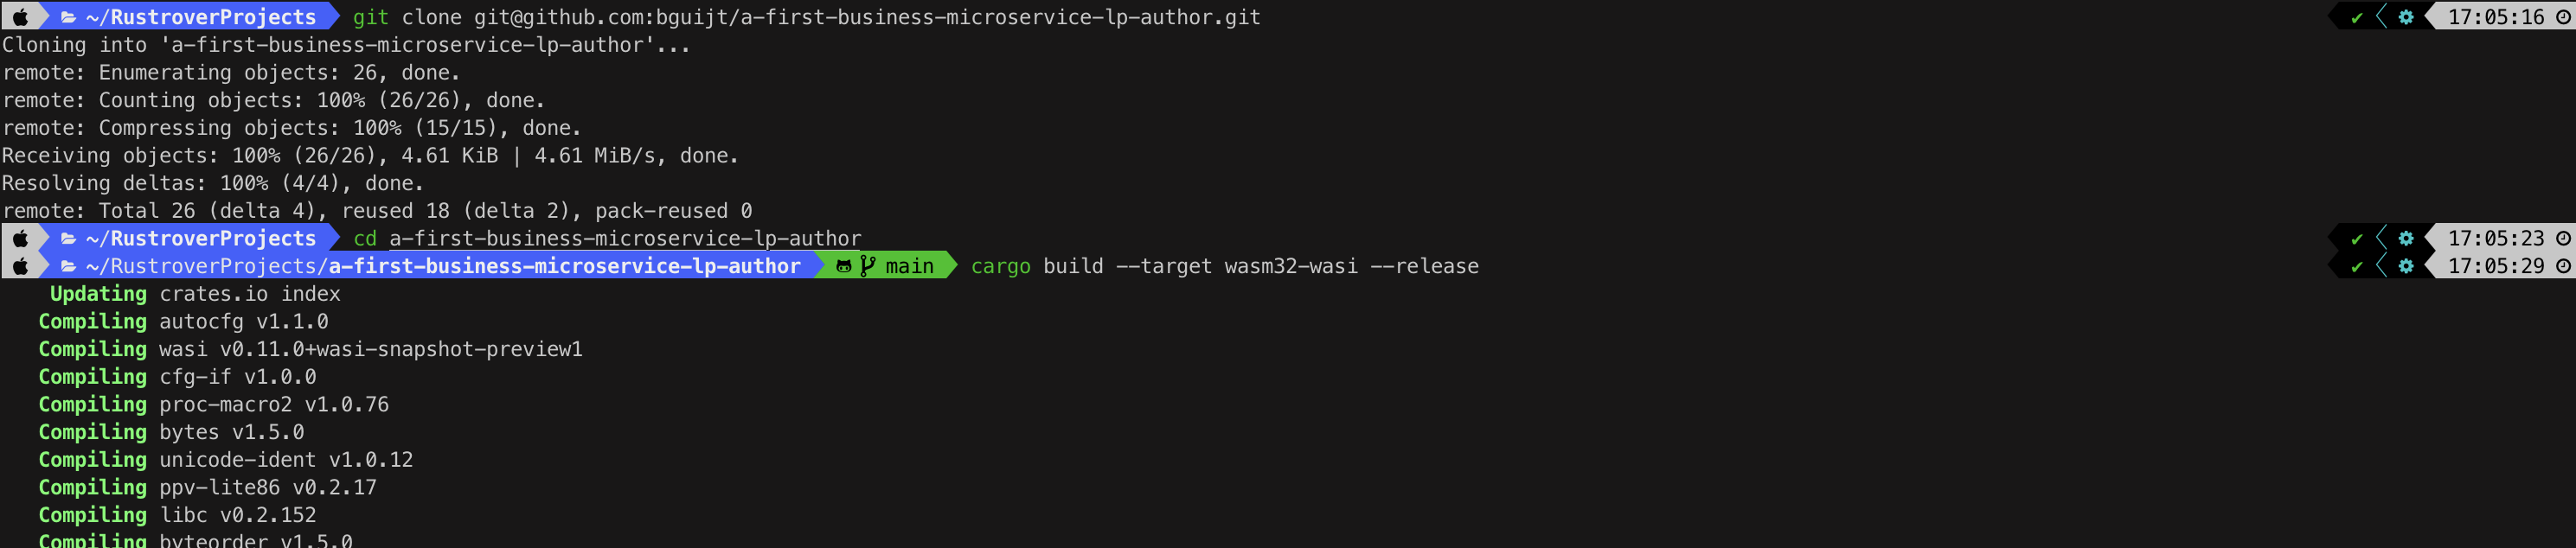 ~/RustroverProjects git clone git@github.com:bguijt/a-first-business-microservice-lp-author.git ✔ 17:05:16
Cloning into 'a-first-business-microservice-lp-author'...
remote: Enumerating objects: 26, done.
remote: Counting objects: 100% (26/26), done.
remote: Compressing objects: 100% (15/15), done.
Receiving objects: 100% (26/26), 4.61 KiB | 4.61 MiB/s, done.
Resolving deltas: 100% (4/4), done.
remote: Total 26 (delta 4), reused 18 (delta 2), pack-reused 0
~/RustroverProjects cd a-first-business-microservice-lp-author ✔ 17:05:23
~/RustroverProjects/a-first-business-microservice-lp-author main cargo build --target wasm32-wasi --release ✔ 17:05:29
Updating crates.io index
Compiling autocfg v1.1.0
Compiling wasi v0.11.0+wasi-snapshot-preview1
Compiling cfg-if v1.0.0
Compiling proc-macro2 v1.0.76
Compiling bytes v1.5.0
Compiling unicode-ident v1.0.12
Compiling ppv-lite86 v0.2.17
Compiling libc v0.2.152
Compiling byteorder v1.5.0